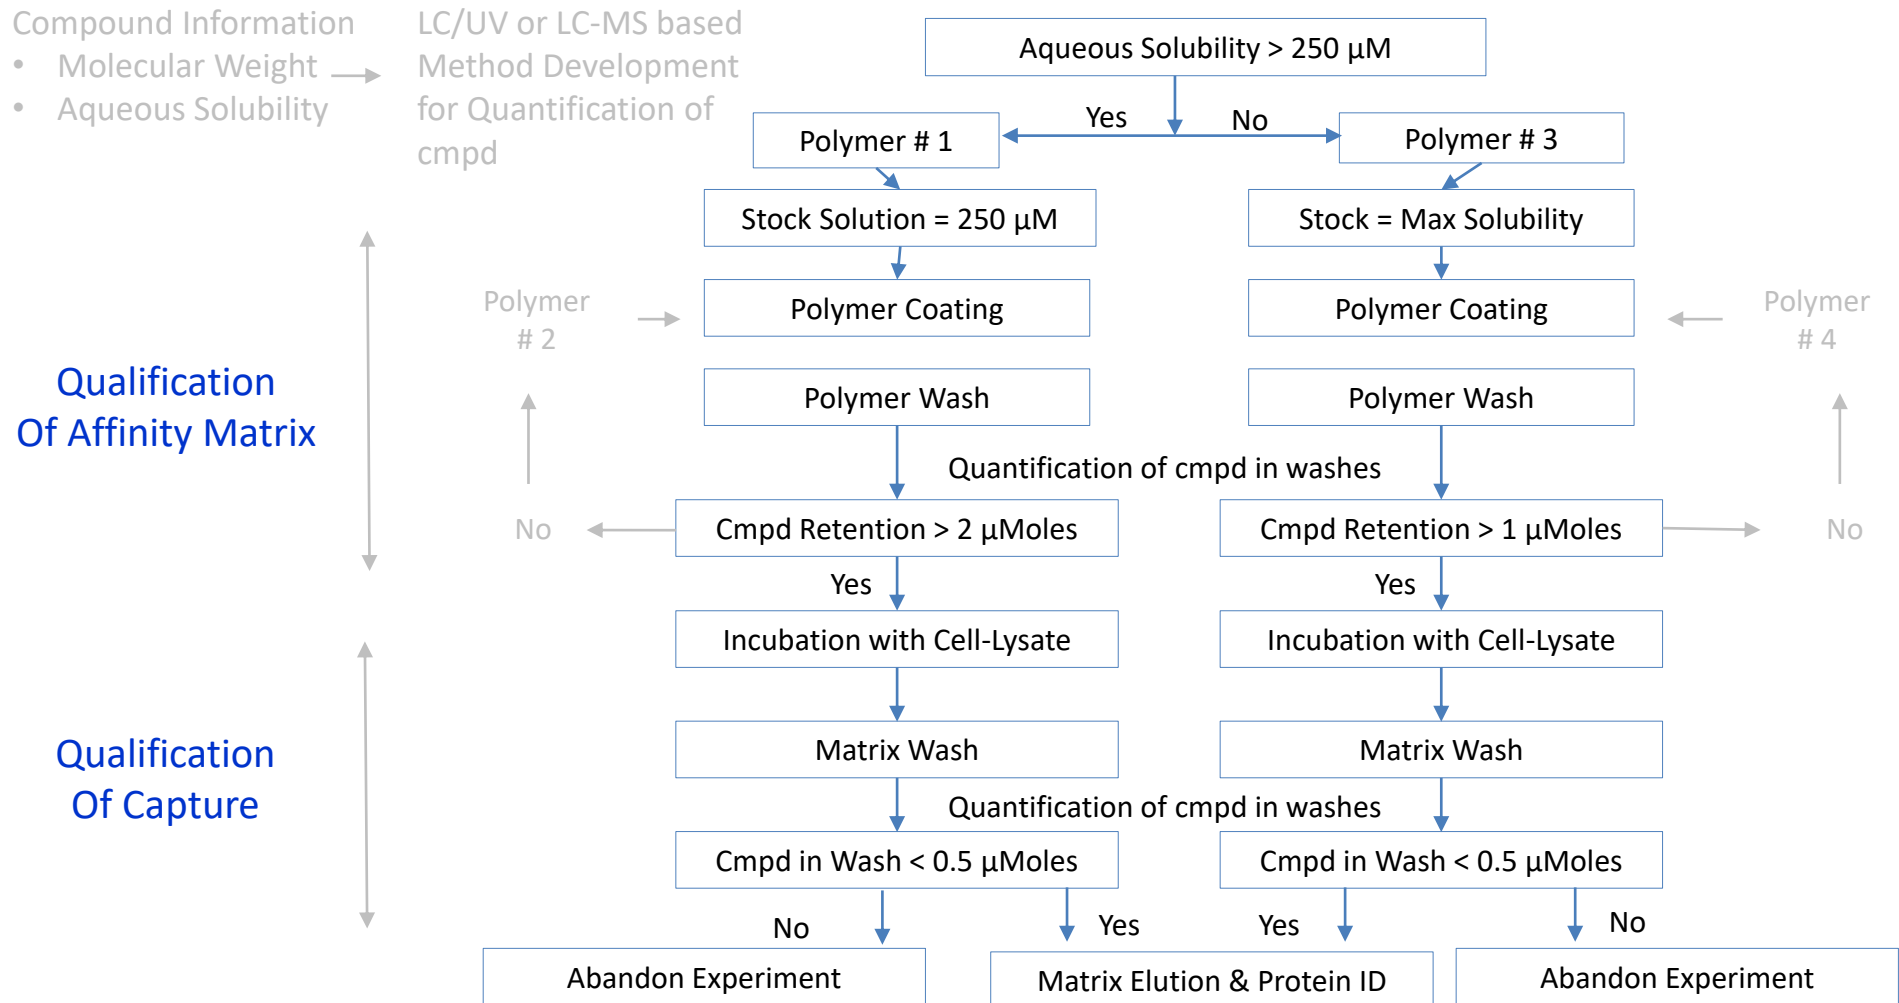 Compound Information
• Molecular Weight
• Aqueous Solubility
LC/UV or LC-MS based
Method Development
for Quantification of
cmpd
Aqueous Solubility > 250 µM
Yes
No
Polymer # 1
Polymer # 3
Stock Solution = 250 µM
Stock = Max Solubility
Polymer
# 2
Polymer Coating
Polymer Coating
Polymer
# 4
Qualification
Of Affinity Matrix
Polymer Wash
Polymer Wash
Quantification of cmpd in washes
No
Cmpd Retention > 2 µMoles
Cmpd Retention > 1 µMoles
No
Yes
Yes
Incubation with Cell-Lysate
Incubation with Cell-Lysate
Qualification
Of Capture
Matrix Wash
Matrix Wash
Quantification of cmpd in washes
Cmpd in Wash < 0.5 µMoles
Cmpd in Wash < 0.5 µMoles
No
Yes
Yes
No
Abandon Experiment
Matrix Elution & Protein ID
Abandon Experiment